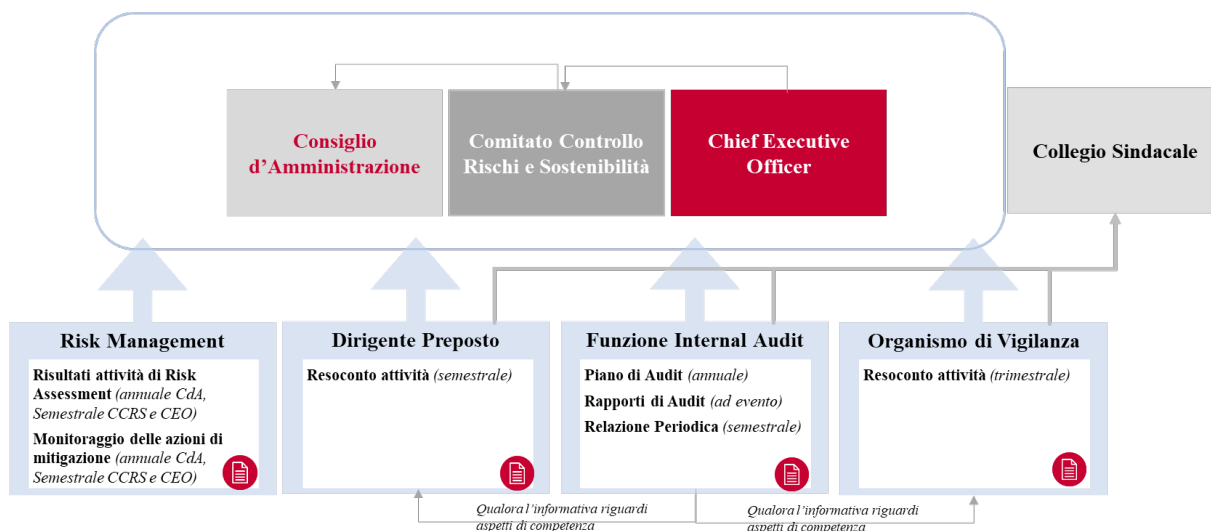 Consiglio
d’Amministrazione
Comitato Controllo
Rischi e Sostenibilità
Chief Executive
Officer
Collegio Sindacale
Risk Management
Risultati attività di Risk
Assessment (annuale CdA,
Semestrale CCRS e CEO)
Monitoraggio delle azioni di
mitigazione (annuale CdA,
Semestrale CCRS e CEO)
Dirigente Preposto
Resoconto attività (semestrale)
Funzione Internal Audit
Piano di Audit (annuale)
Rapporti di Audit (ad evento)
Relazione Periodica (semestrale)
Organismo di Vigilanza
Resoconto attività (trimestrale)
Qualora l’informativa riguardi
aspetti di competenza
Qualora l’informativa riguardi
aspetti di competenza